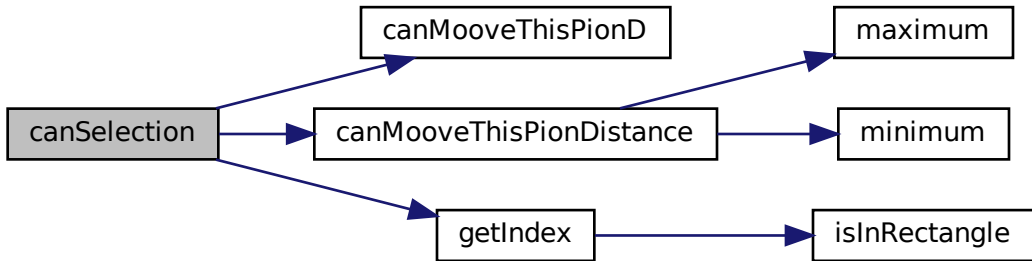 canMooveThisPionD
maximum
canSelection
canMooveThisPionDistance
minimum
getIndex
isInRectangle